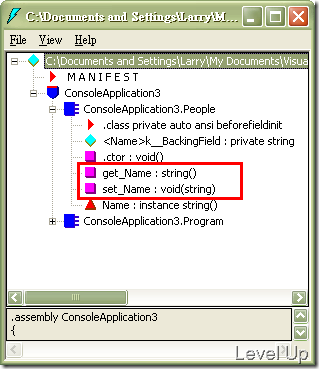 C:\Documents and Settings\Larry\M...
File View Help
C:\Documents and Settings\Larry\My Documents\Visua
M A N I F E S T
ConsoleApplication3
ConsoleApplication3.People
.class private auto ansi beforefieldinit
<Name>k__BackingField : private string
.ctor : void()
get_Name : string()
set_Name : void(string)
Name : instance string()
ConsoleApplication3.Program
.assembly ConsoleApplication3
{
Level Up